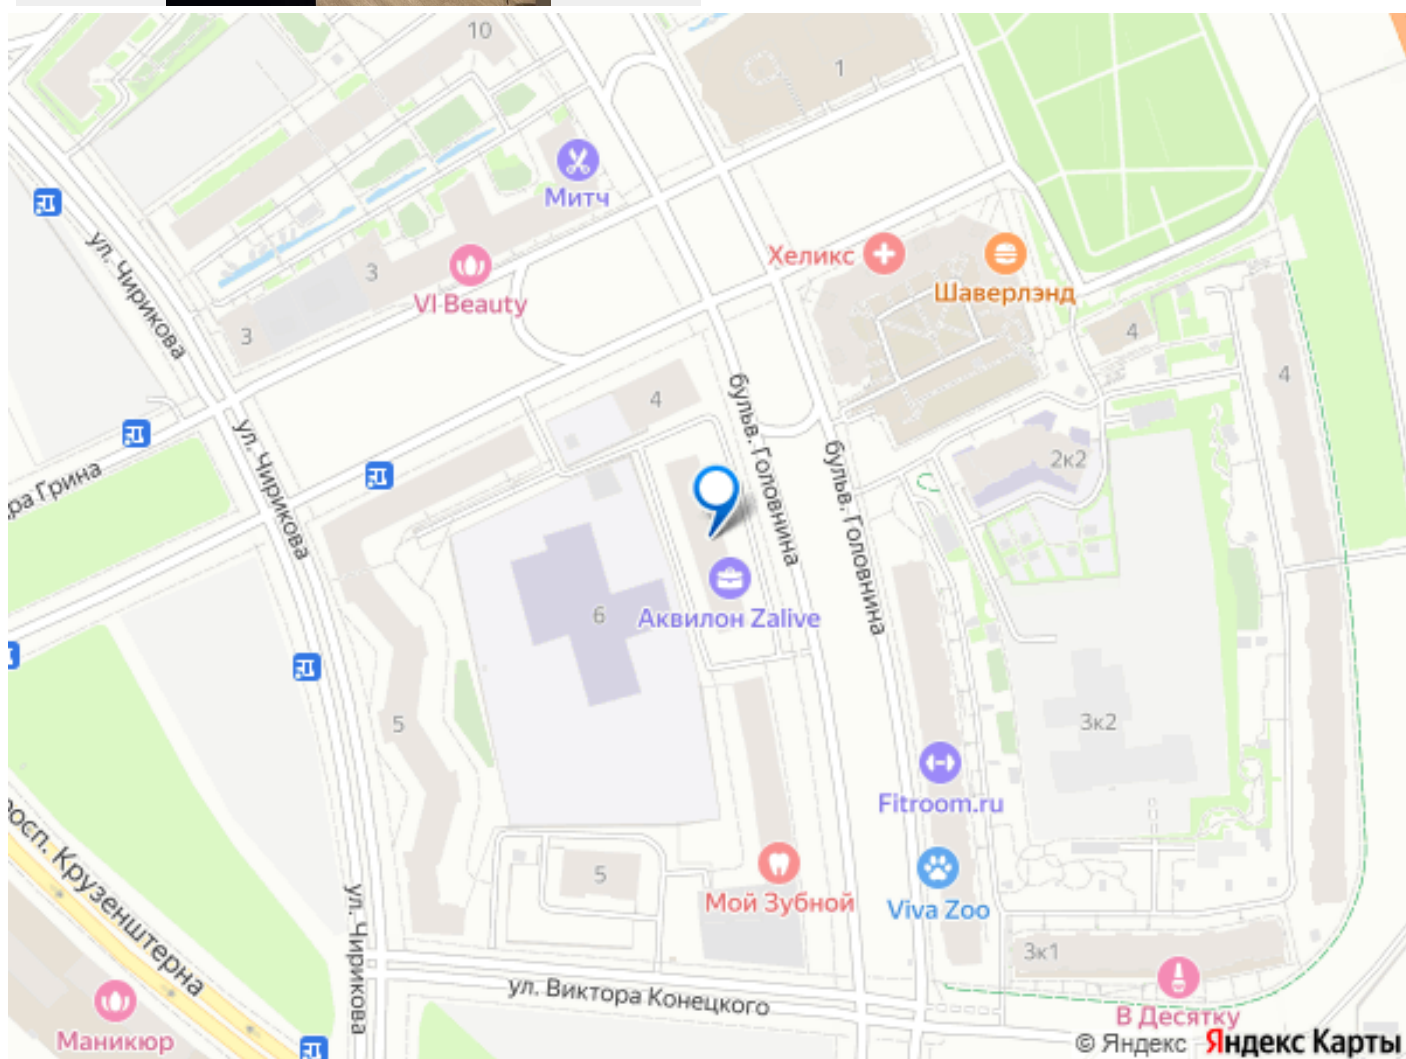 10
1
Митч
ул. Чирикова
3
VI Beauty
3
Хеликс
Шаверлэнд
4
4
4
бульв. Головнина
ул. Чирикова
бульв. Головнина
2к2
ра Грина
Аквилон Zalive
6
5
3к2
Fitroom.ru
росп. Крузенштерна
5
Мой Зубной
Viva Zoo
ул. Чирикова
3к1
ул. Виктора Конецкого
В Десятку
Маникюр
© Яндекс Яндекс Карты